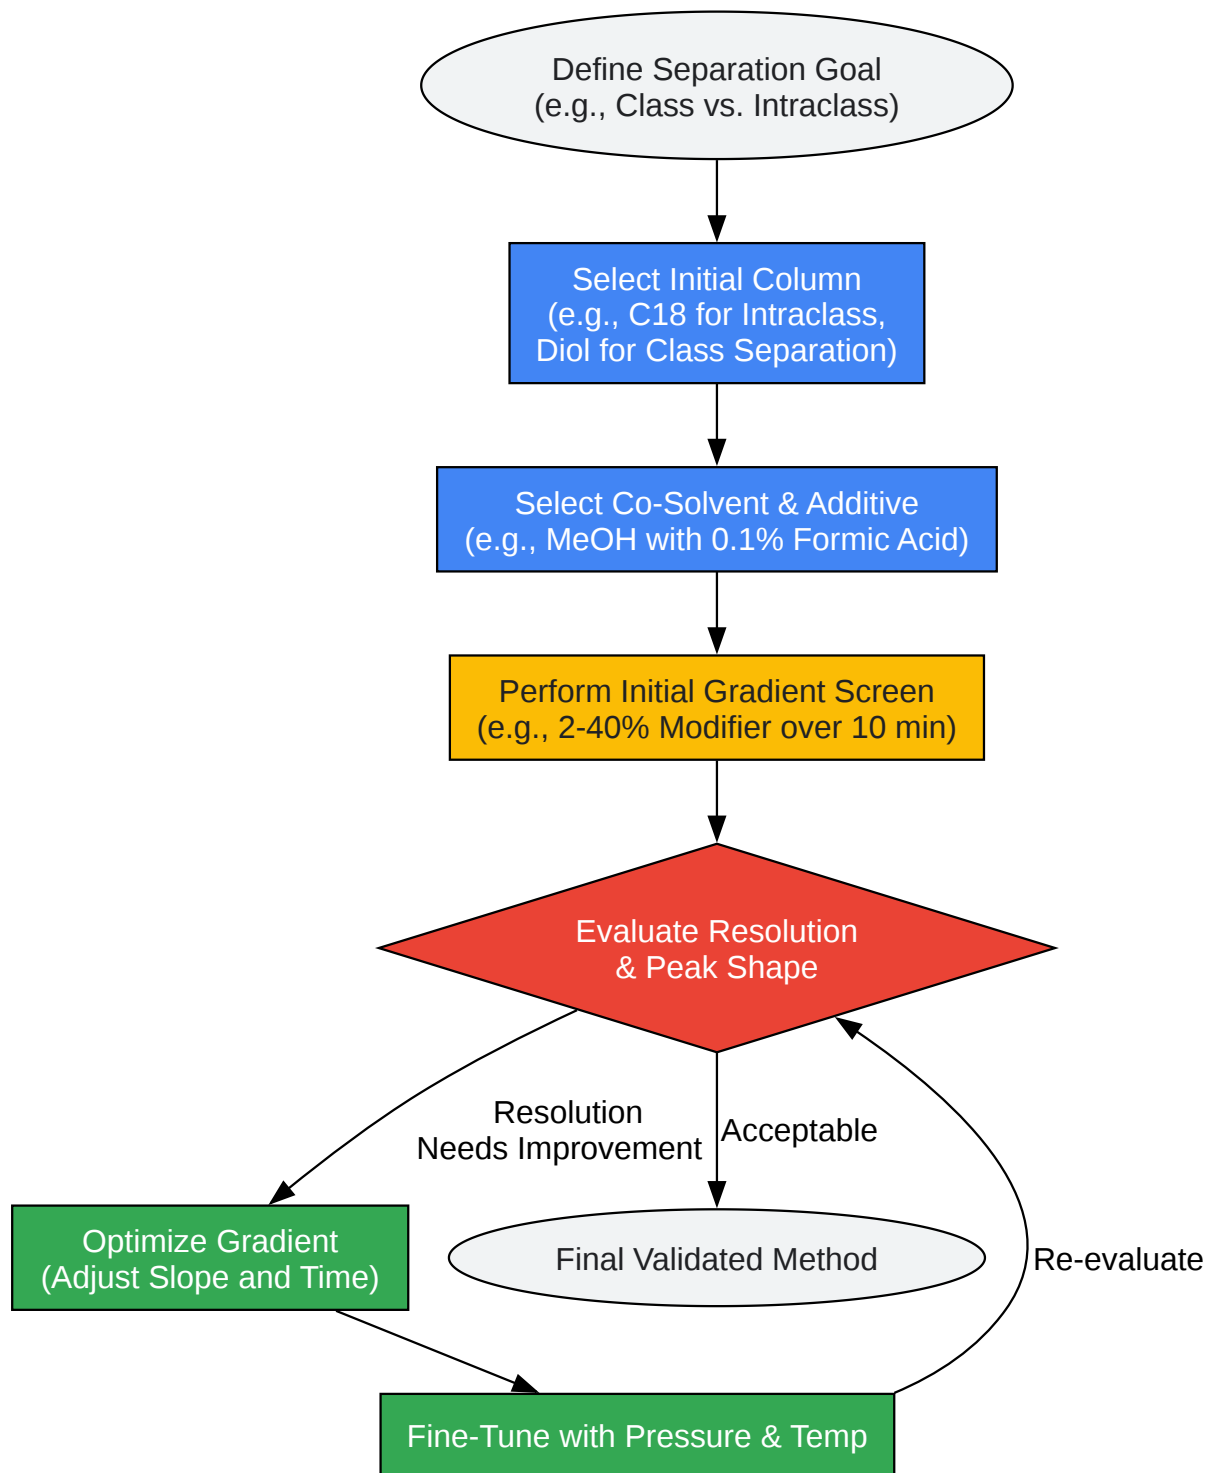 Define Separation Goal
(e.g., Class vs. Intraclass)
Select Initial Column
(e.g., C18 for Intraclass,
Diol for Class Separation)
Select Co-Solvent & Additive
(e.g., MeOH with 0.1% Formic Acid)
Perform Initial Gradient Screen
(e.g., 2-40% Modifier over 10 min)
Evaluate Resolution
& Peak Shape
Resolution
Needs Improvement
Acceptable
Optimize Gradient
(Adjust Slope and Time)
Final Validated Method
Re-evaluate
Fine-Tune with Pressure & Temp